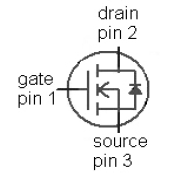 drain
pin 2
gate
pin 1
source
pin 3